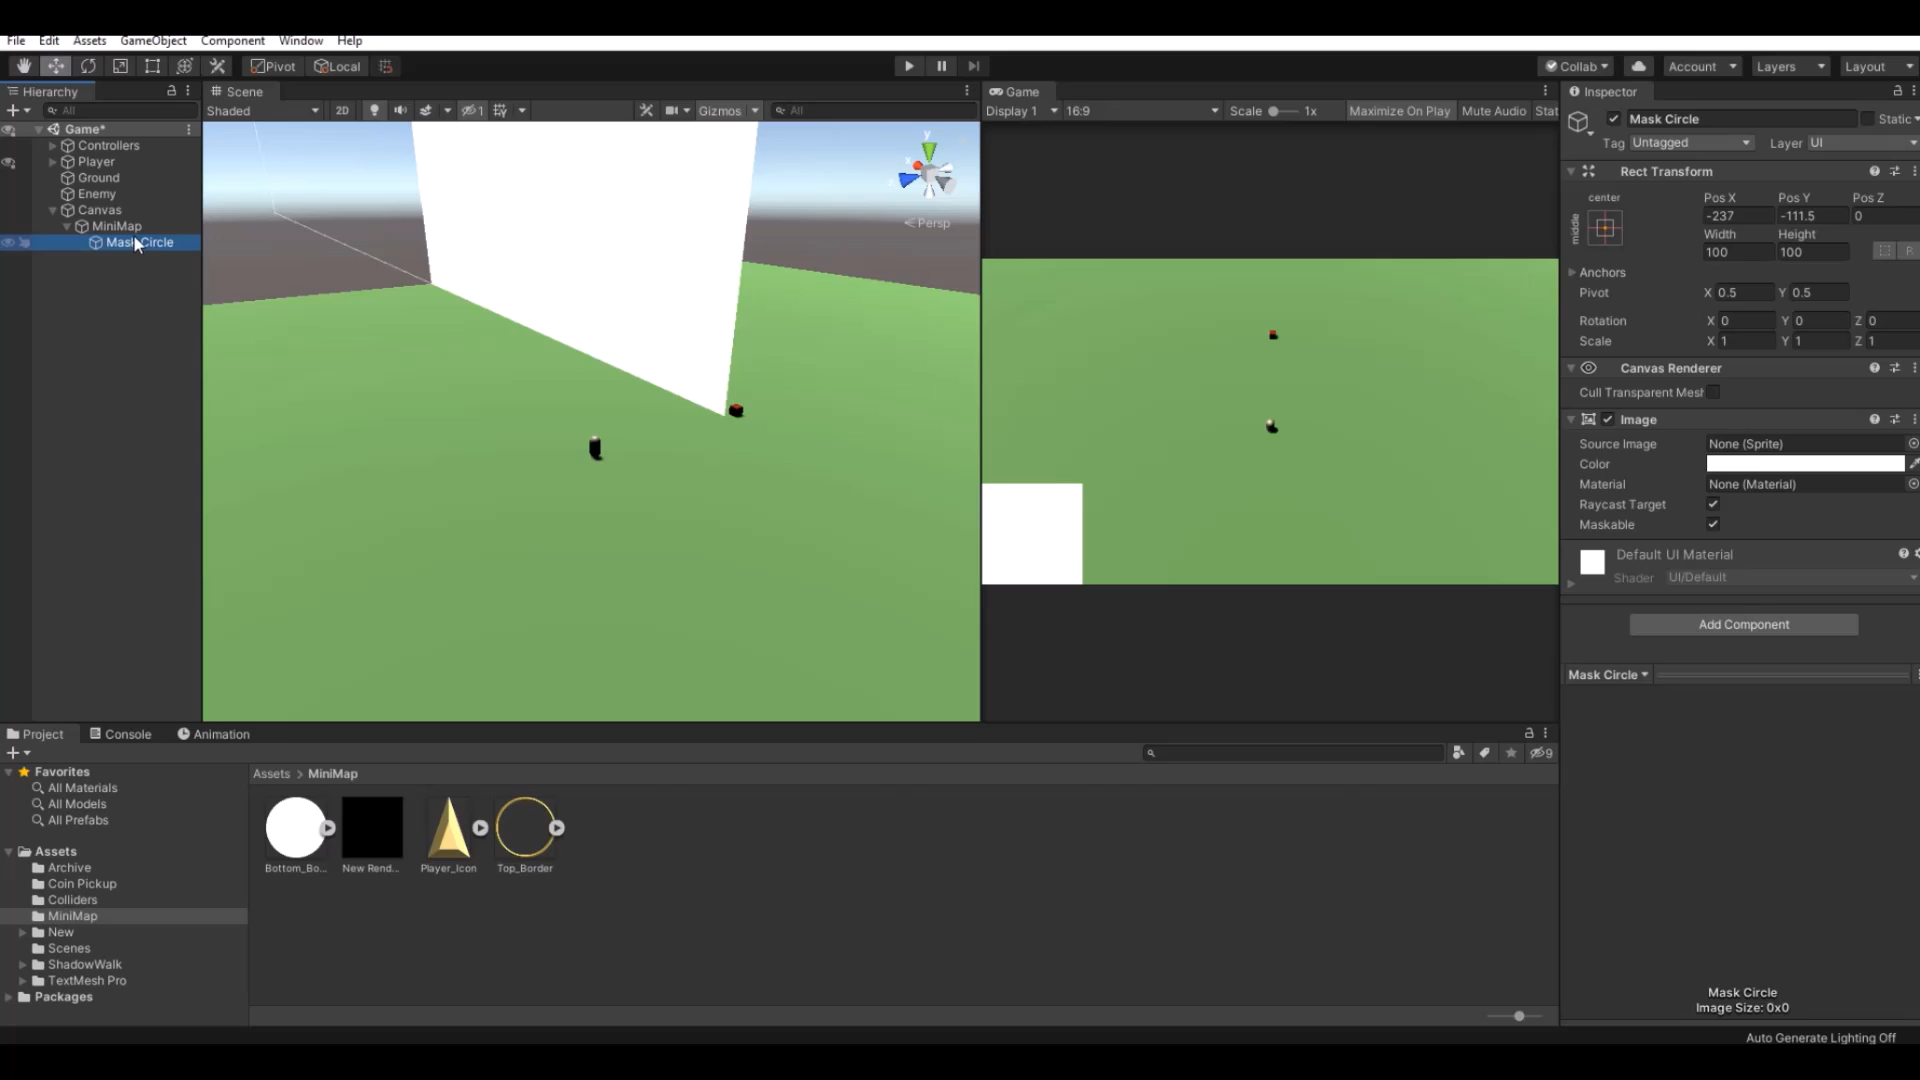 File Edit Assets GameObject Component Window Help
Pivot Local Collab Account Layers Layout
Hierarchy
All
Game*
Controllers
Player
Ground
Enemy
Canvas
MiniMap
Mask Circle
Scene
Shaded 2D 1 Gizmos All
y
x
Persp
Game
Display 1 16:9 Scale 1x Maximize On Play Mute Audio Stat
Inspector
Mask Circle Static
Tag Untagged Layer UI
Rect Transform
center
middle
Pos X Pos Y Pos Z
-237 -111.5 0
Width Height
100 100 R
Anchors
Pivot X 0.5 Y 0.5
Rotation X 0 Y 0 Z 0
Scale X 1 Y 1 Z 1
Canvas Renderer
Cull Transparent Mesh
Image
Source Image None (Sprite)
Color
Material None (Material)
Raycast Target
Maskable
Default UI Material
Shader UI/Default
Add Component
Mask Circle
Mask Circle
Image Size: 0x0
Project Console Animation
9
Favorites
All Materials
All Models
All Prefabs
Assets
Archive
Coin Pickup
Colliders
MiniMap
New
Scenes
ShadowWalk
TextMesh Pro
Packages
Assets > MiniMap
Bottom_Bo... New Rend... Player_Icon Top_Border
Auto Generate Lighting Off